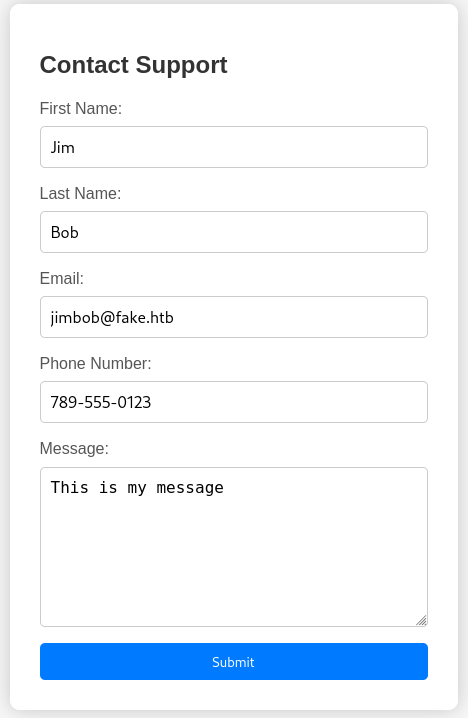 Contact Support
First Name:
Jim
Last Name:
Bob
Email:
jimbob@fake.htb
Phone Number:
789-555-0123
Message:
This is my message
Submit